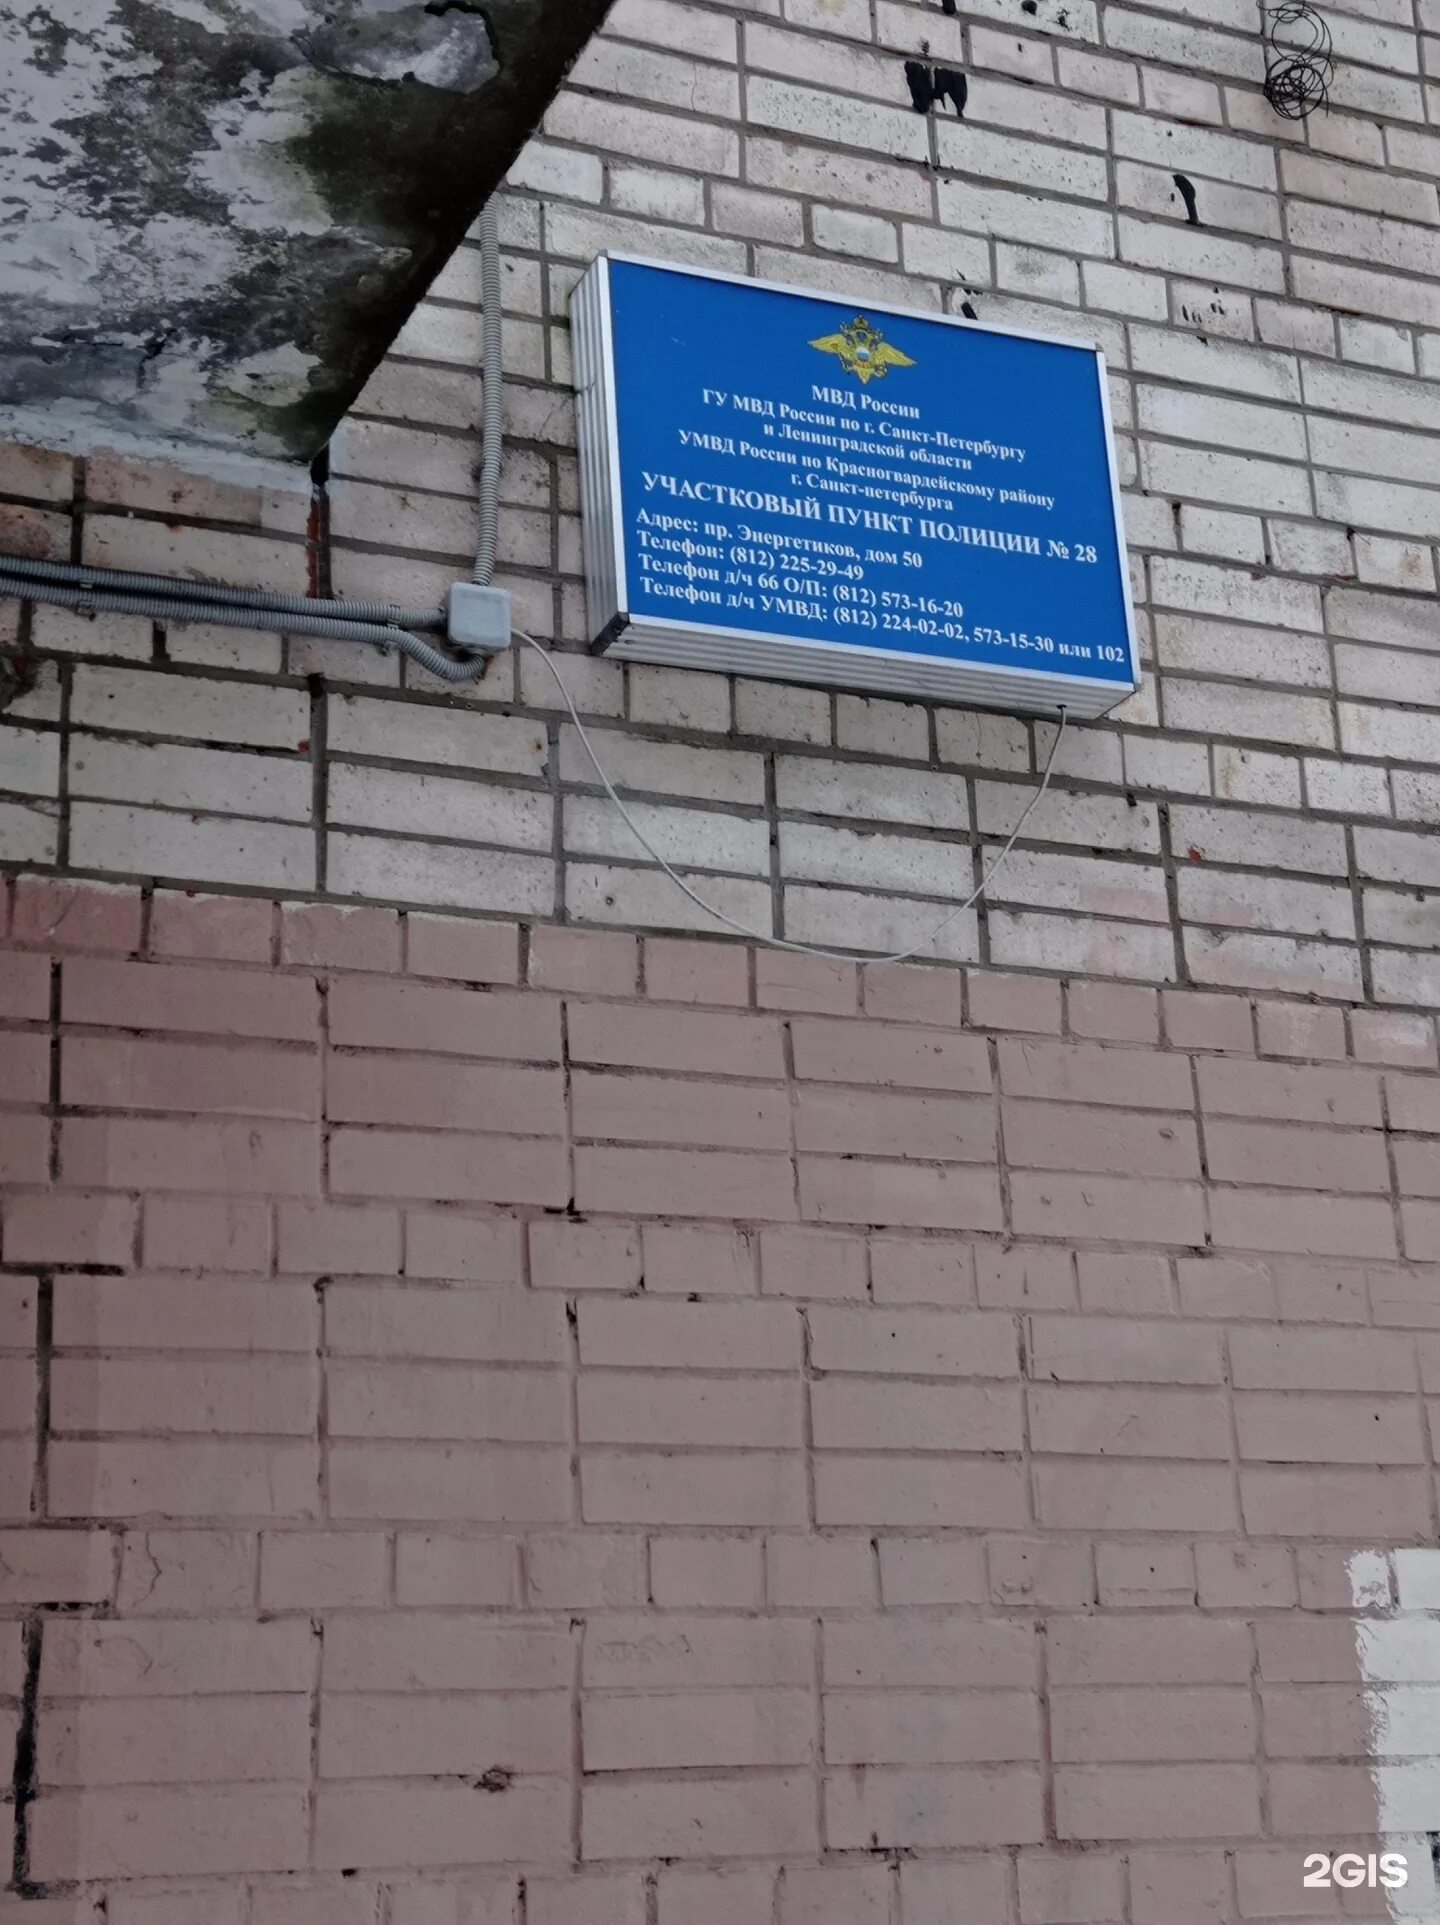 МВД России
ГУ МВД России по г. Санкт-Петербургу
и Ленинградской области
УМВД России по Красногвардейскому району
г. Санкт-петербурга
УЧАСТКОВЫЙ ПУНКТ ПОЛИЦИИ № 28
Адрес: пр. Энергетиков, дом 50
Телефон: (812) 225-29-49
Телефон д/ч 66 О/П: (812) 573-16-20
Телефон д/ч УМВД: (812) 224-02-02, 573-15-30 или 102
2GIS